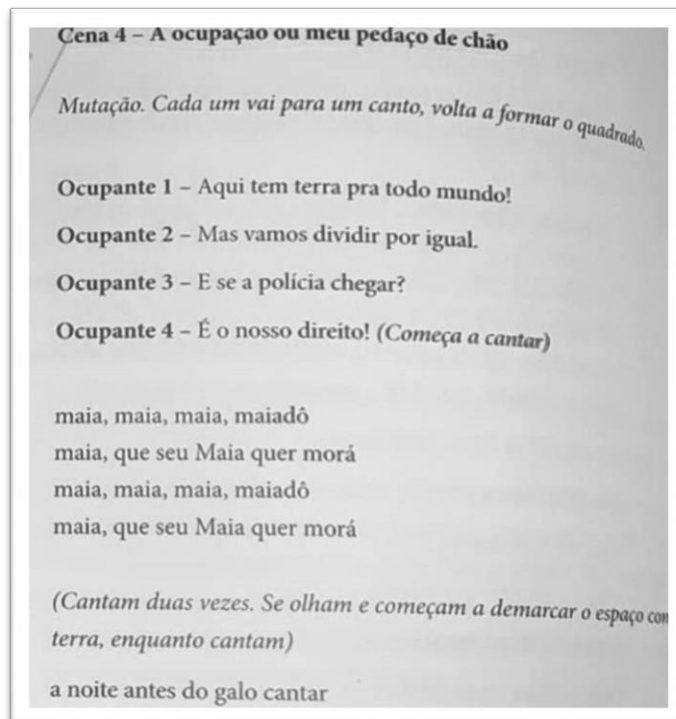 Cena 4 – A ocupação ou meu pedaço de chão
Mutação. Cada um vai para um canto, volta a formar o quadrado.
Ocupante 1 – Aqui tem terra pra todo mundo!
Ocupante 2 – Mas vamos dividir por igual.
Ocupante 3 – E se a polícia chegar?
Ocupante 4 – É o nosso direito! (Começa a cantar)
maia, maia, maia, maiadô
maia, que seu Maia quer morá
maia, maia, maia, maiadô
maia, que seu Maia quer morá
(Cantam duas vezes. Se olham e começam a demarcar o espaço com
terra, enquanto cantam)
a noite antes do galo cantar